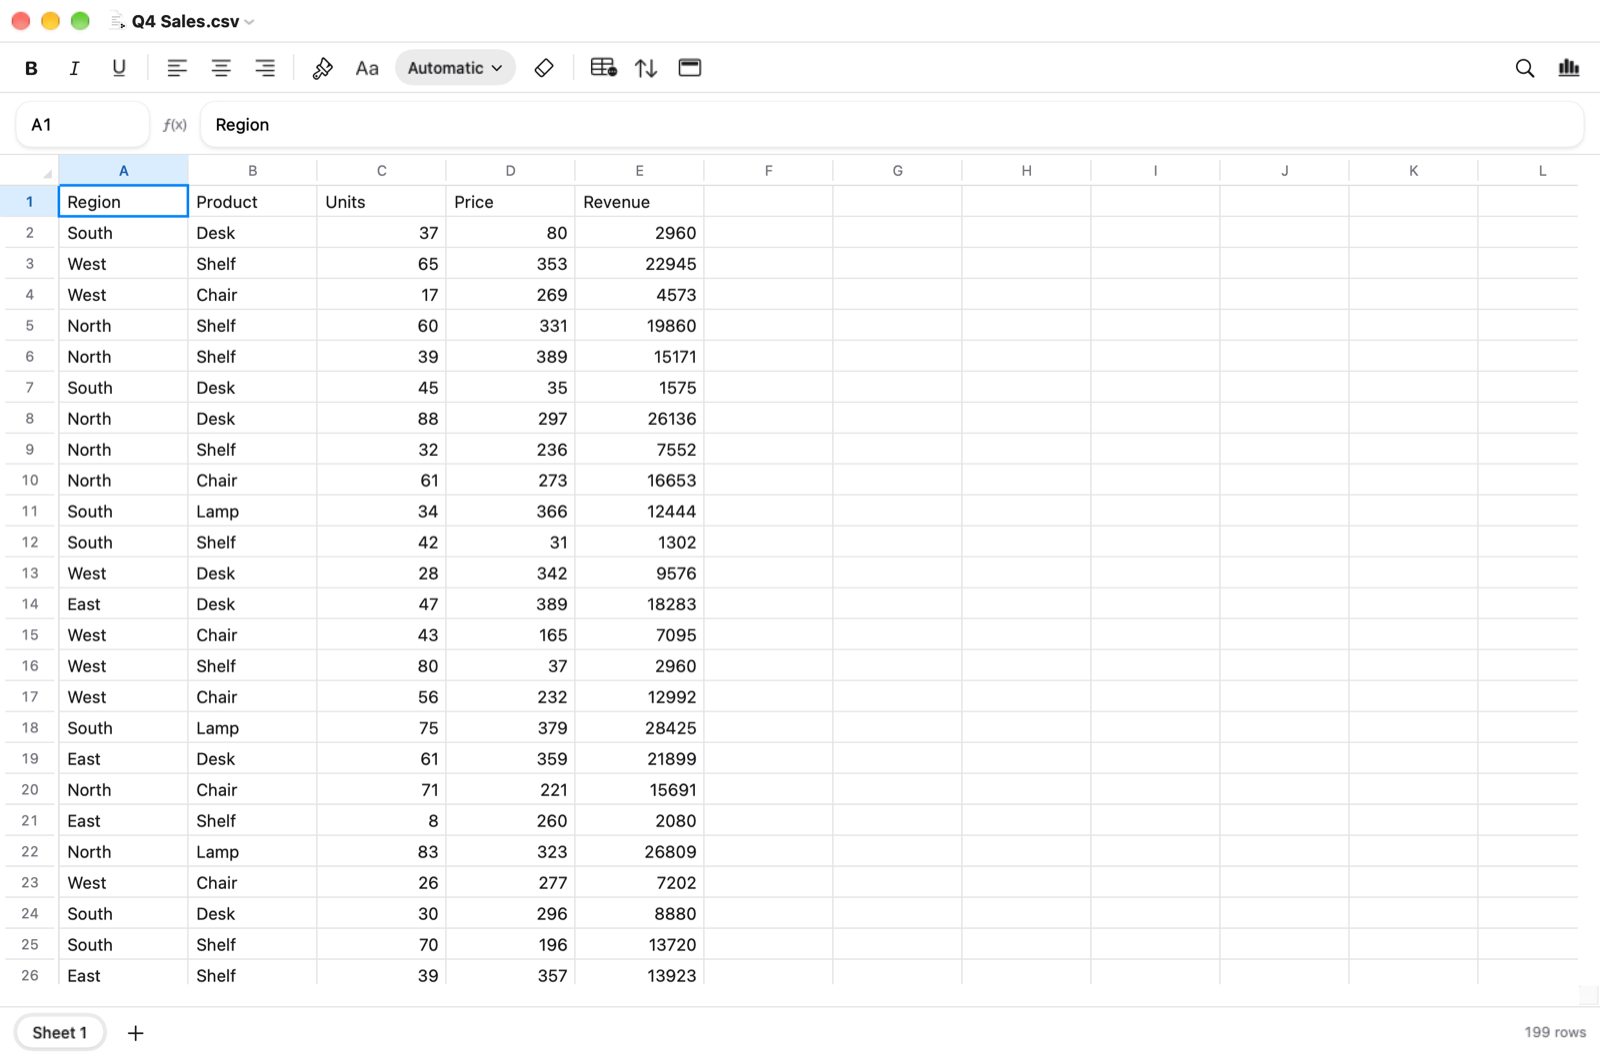 Q4 Sales.csv
B I U Aa Automatic
A1 f(x) Region
A B C D E F G H I J K L
1 Region Product Units Price Revenue
2 South Desk 37 80 2960
3 West Shelf 65 353 22945
4 West Chair 17 269 4573
5 North Shelf 60 331 19860
6 North Shelf 39 389 15171
7 South Desk 45 35 1575
8 North Desk 88 297 26136
9 North Shelf 32 236 7552
10 North Chair 61 273 16653
11 South Lamp 34 366 12444
12 South Shelf 42 31 1302
13 West Desk 28 342 9576
14 East Desk 47 389 18283
15 West Chair 43 165 7095
16 West Shelf 80 37 2960
17 West Chair 56 232 12992
18 South Lamp 75 379 28425
19 East Desk 61 359 21899
20 North Chair 71 221 15691
21 East Shelf 8 260 2080
22 North Lamp 83 323 26809
23 West Chair 26 277 7202
24 South Desk 30 296 8880
25 South Shelf 70 196 13720
26 East Shelf 39 357 13923
Sheet 1 + 199 rows